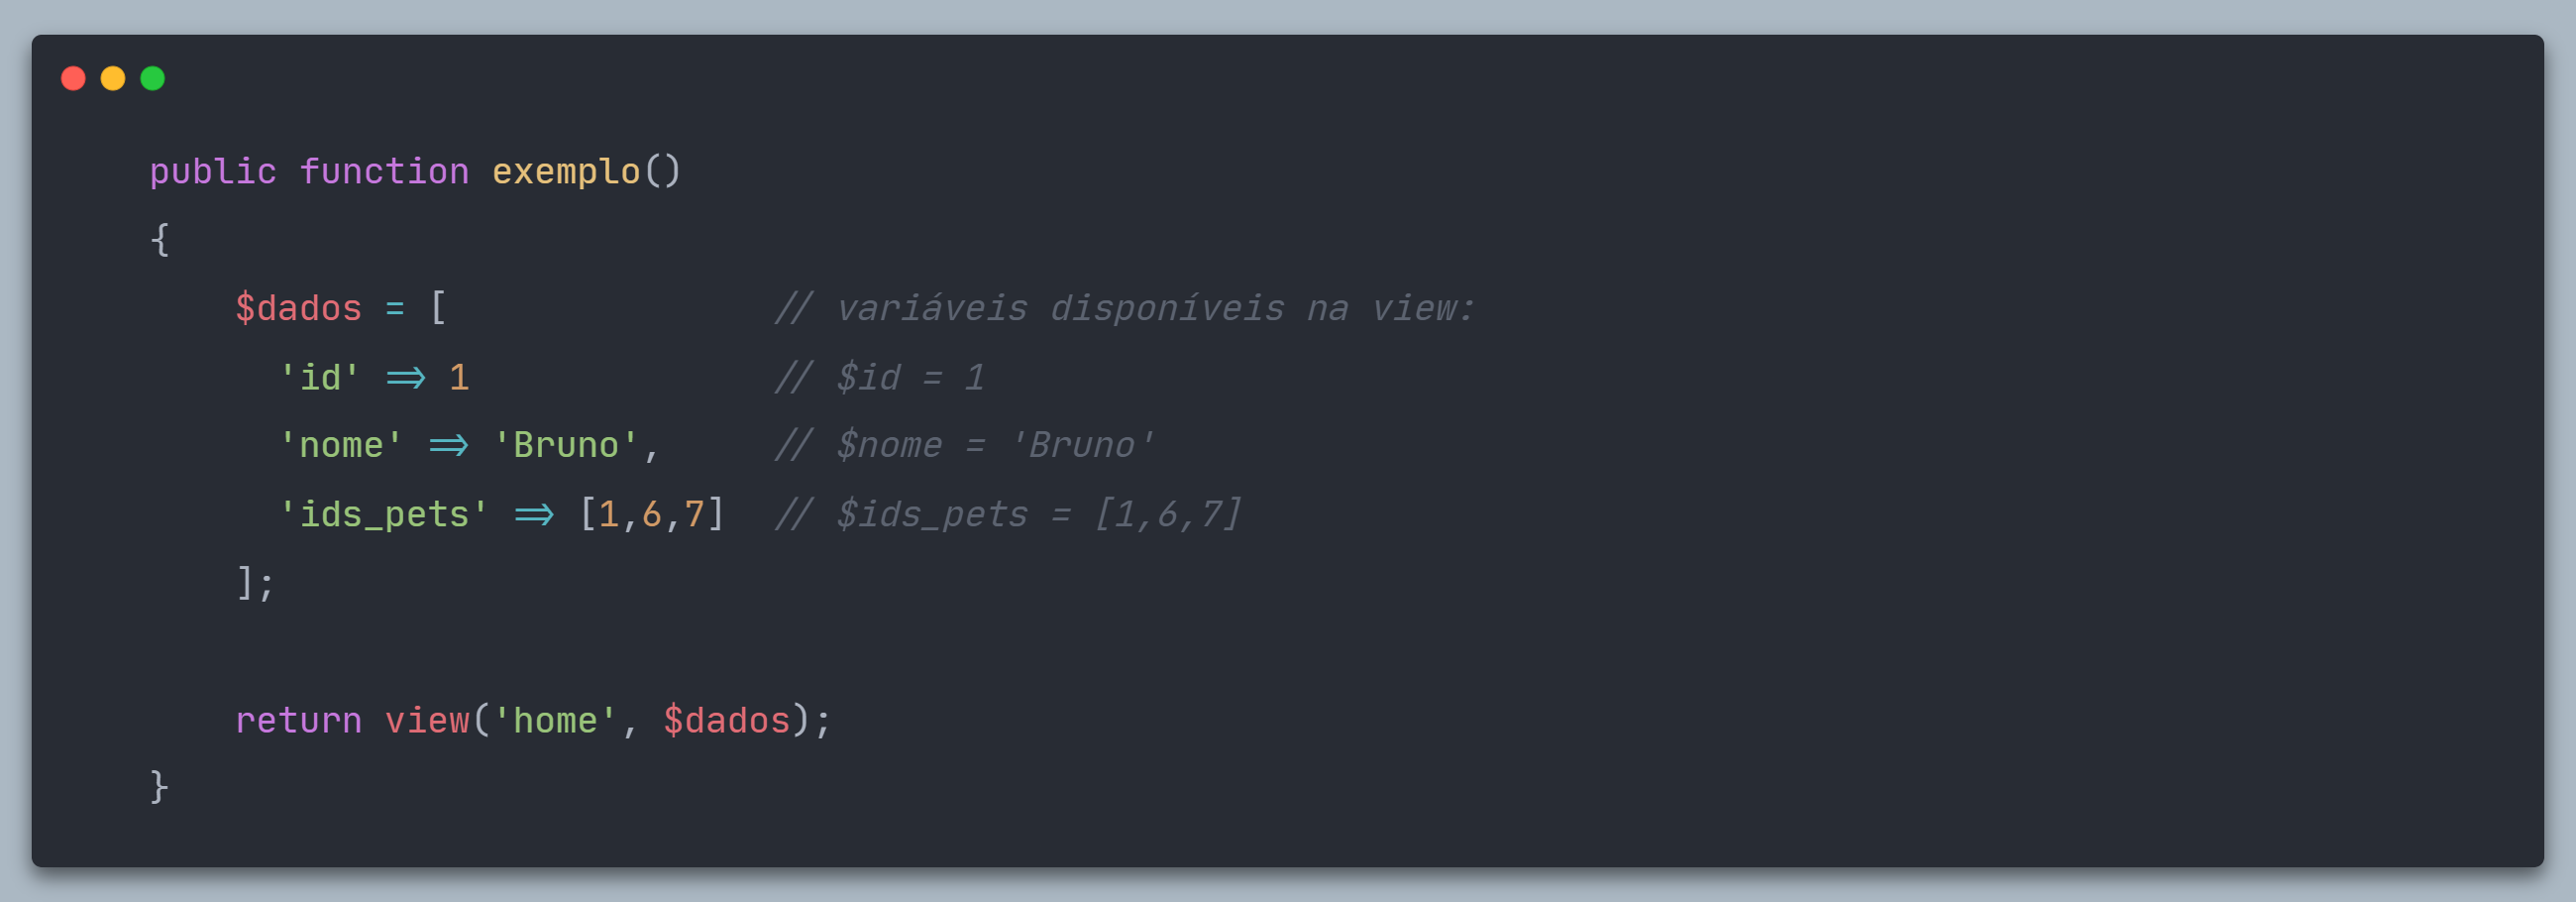 public function exemplo()
{
    $dados = [               // variáveis disponíveis na view:
      'id' => 1              // $id = 1
      'nome' => 'Bruno',     // $nome = 'Bruno'
      'ids_pets' => [1,6,7]  // $ids_pets = [1,6,7]
    ];

    return view('home', $dados);
}